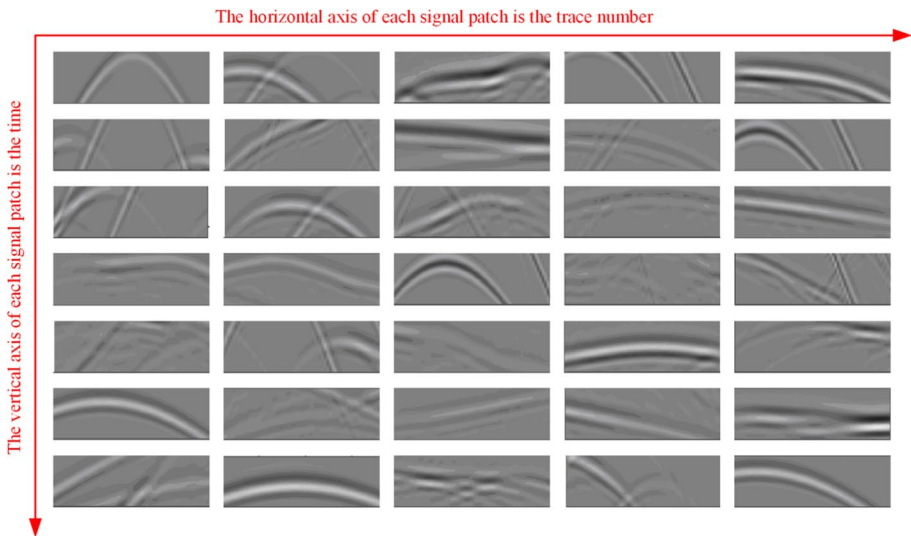 The horizontal axis of each signal patch is the trace number
The vertical axis of each signal patch is the time